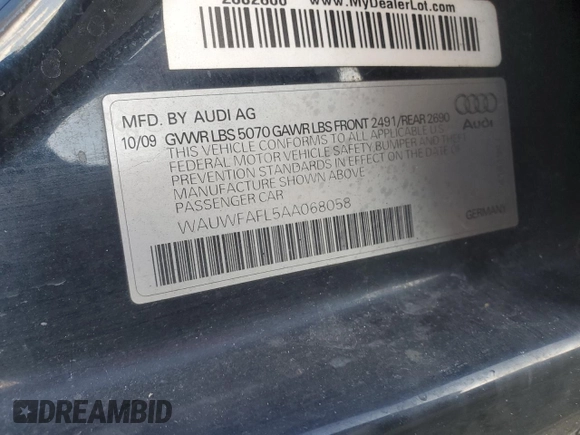 www.MyDealerLot.com
MFD. BY AUDI AG
10/09 GVWR LBS 5070 GAWR LBS FRONT 2491/REAR 2690
THIS VEHICLE CONFORMS TO ALL APPLICABLE U.S.
FEDERAL MOTOR VEHICLE SAFETY, BUMPER AND THEFT
PREVENTION STANDARDS IN EFFECT ON THE DATE OF
MANUFACTURE SHOWN ABOVE
PASSENGER CAR
WAUWFAFL5AA068058
Audi
GERMANY
DREAMBID